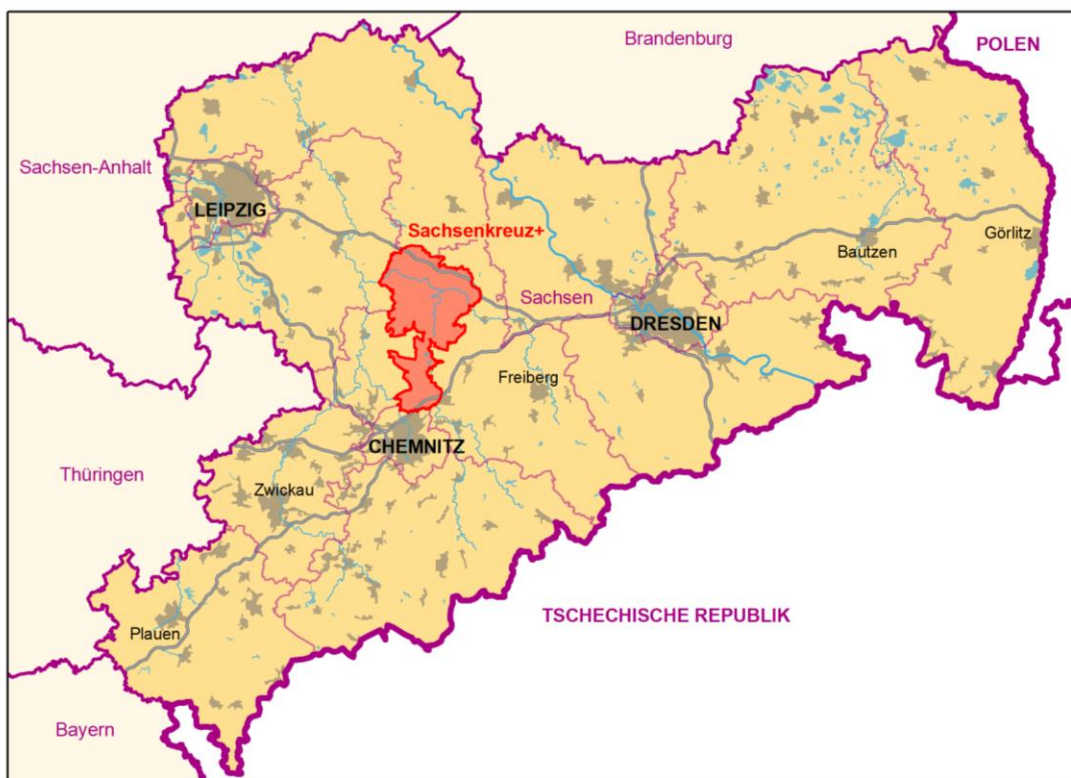 Brandenburg
POLEN
Sachsen-Anhalt
LEIPZIG
Sachsenkreuz+
Görlitz
Bautzen
Sachsen
DRESDEN
Freiberg
CHEMNITZ
Thüringen
Zwickau
TSCHECHISCHE REPUBLIK
Plauen
Bayern